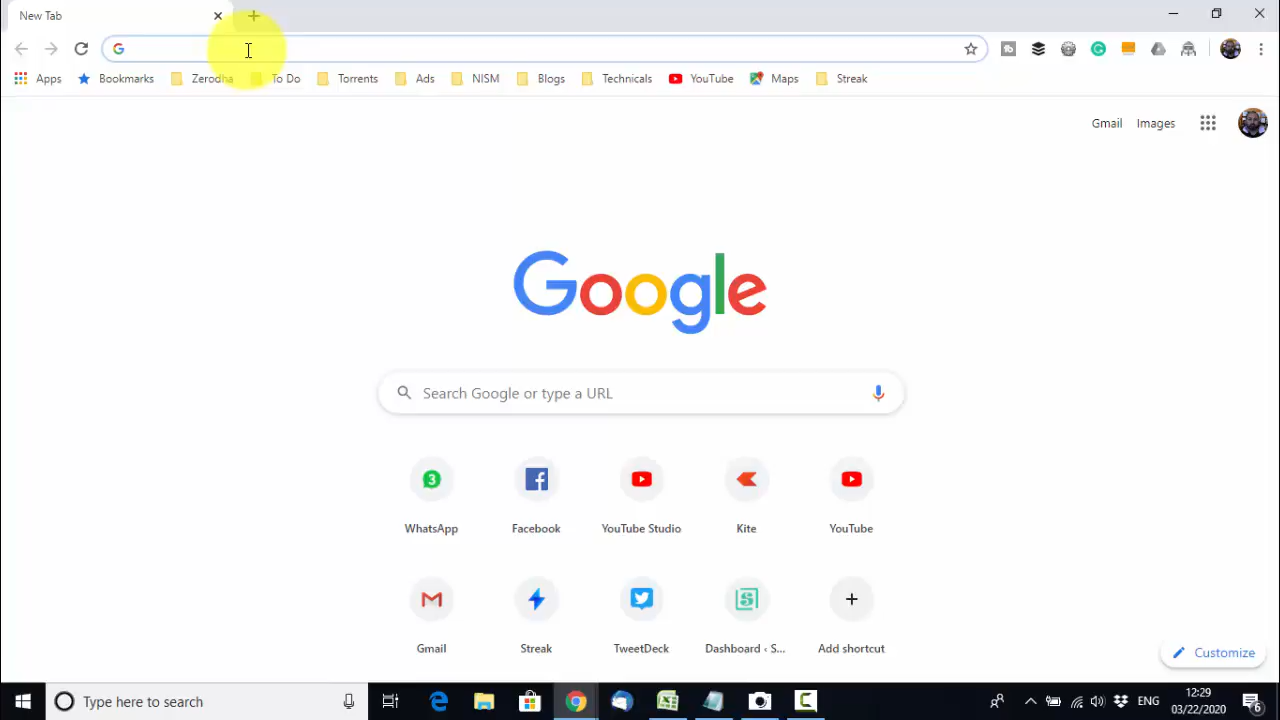 New Tab
Apps Bookmarks Zerodha To Do Torrents Ads NISM Blogs Technicals YouTube Maps Streak
Gmail Images
Google
Search Google or type a URL
3
WhatsApp Facebook YouTube Studio Kite YouTube
Gmail Streak TweetDeck Dashboard ‹ S... Add shortcut
Customize
Type here to search
ENG
12:29
03/22/2020
6